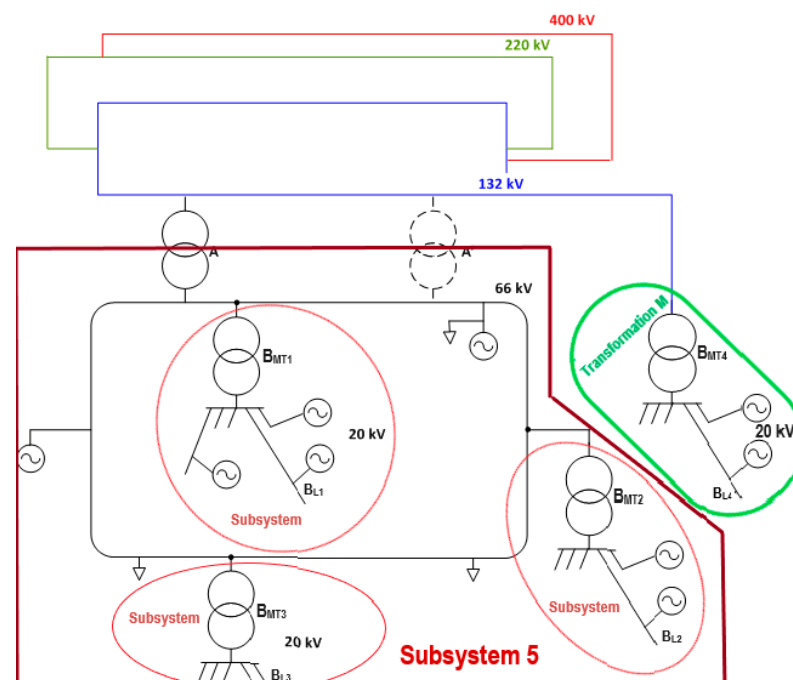 400 kV
220 kV
132 kV
A
A
66 kV
Transformation M
BMT1
BMT4
20 kV
20 kV
BL1
BL4
Subsystem
BMT2
BMT3
Subsystem
Subsystem
20 kV
BL2
Subsystem 5
BL3